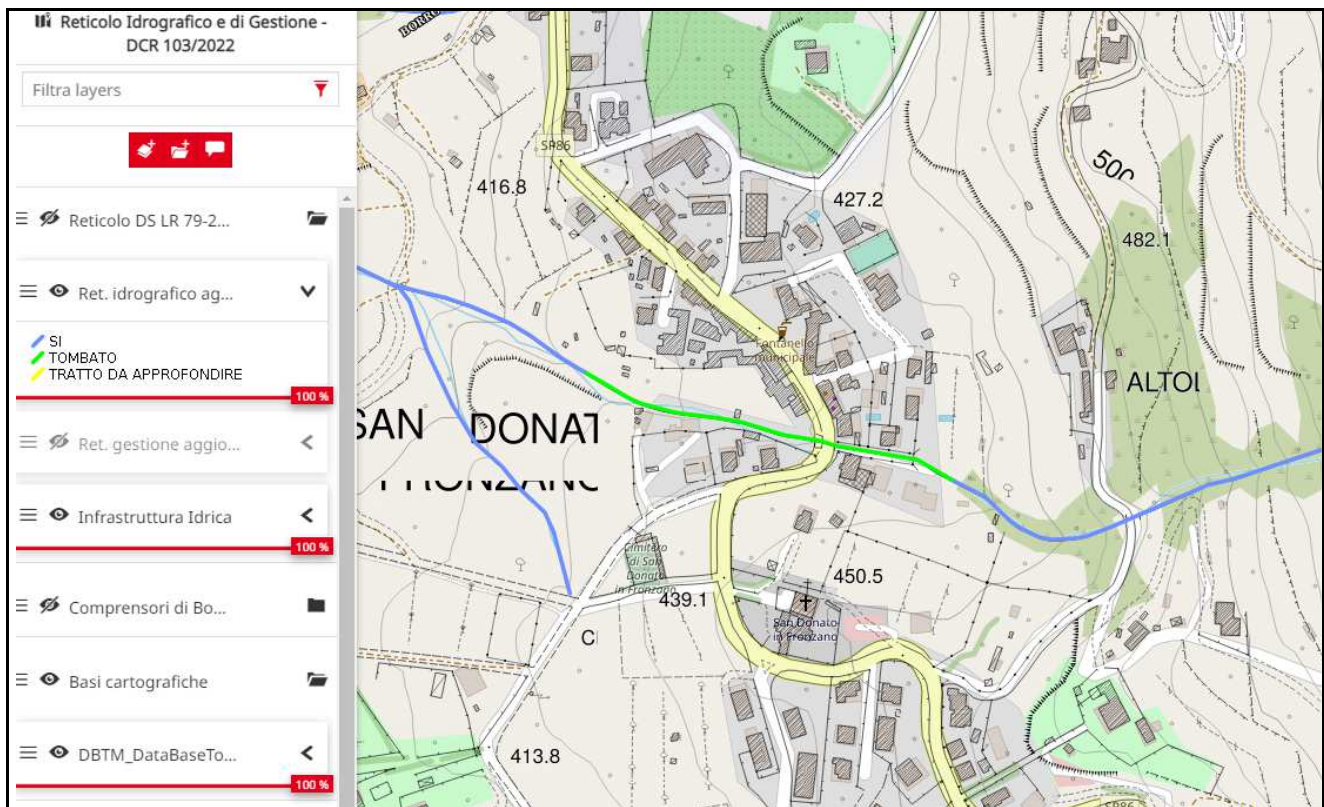 Reticolo Idrografico e di Gestione -
DCR 103/2022
Filtra layers
Reticolo DS LR 79-2...
Ret. idrografico ag...
SI
TOMBATO
TRATTO DA APPROFONDIRE
100 %
Ret. gestione aggio...
Infrastruttura Idrica
100 %
Comprensori di Bo...
Basi cartografiche
DBTM_DataBaseTo...
100 %
SP86
416.8
427.2
500
482.1
Fontanello
municipale
ALTOI
SAN DONAT
Cimitero
di San
Donato
in Fronzano
439.1
450.5
San Donato
in Fronzano
C
413.8
SP86